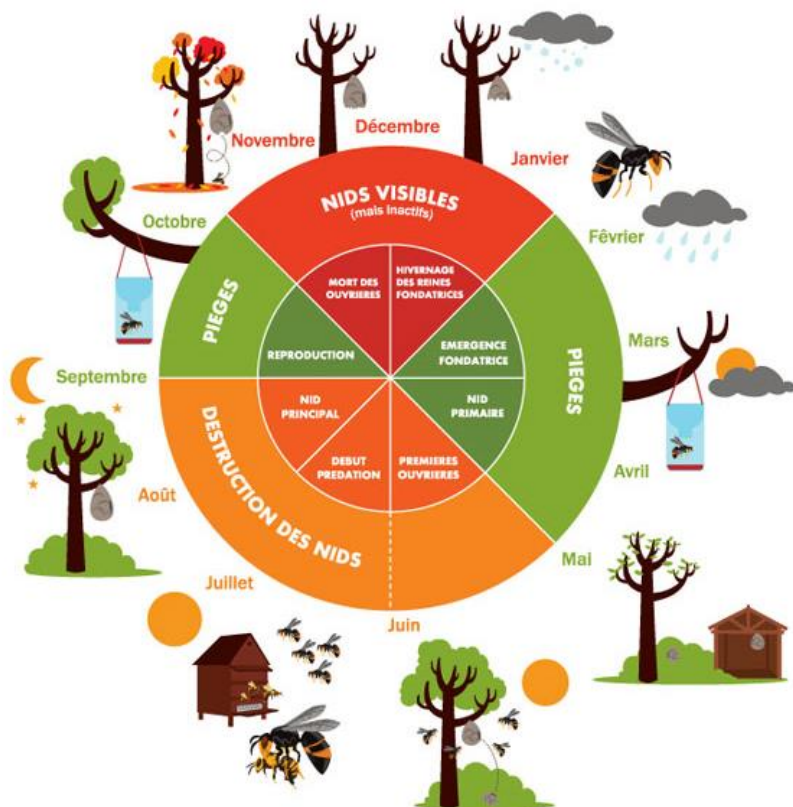 Novembre
Décembre
Janvier
Octobre
NIDS VISIBLES
(mais inactifs)
Fêvrier
MORT DES
OUVRIERES
HIVERNAGE
DES REINES
FONDATRICES
PIEGES
REPRODUCTION
EMERGENCE
FONDATRICE
Mars
PIEGES
Septembre
NID
PRINCIPAL
NID
PRIMAIRE
DEBUT
PREDATION
PREMIERES
OUVRIERES
Avril
Août
DESTRUCTION DES NIDS
Mai
Juillet
Juin